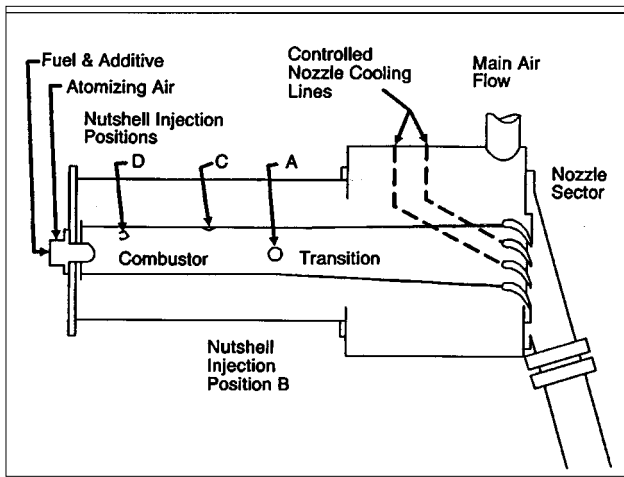 Fuel & Additive
Atomizing Air
Nutshell Injection
Positions
D
C
A
Controlled
Nozzle Cooling
Lines
Main Air
Flow
Nozzle
Sector
Combustor
Transition
Nutshell
Injection
Position B